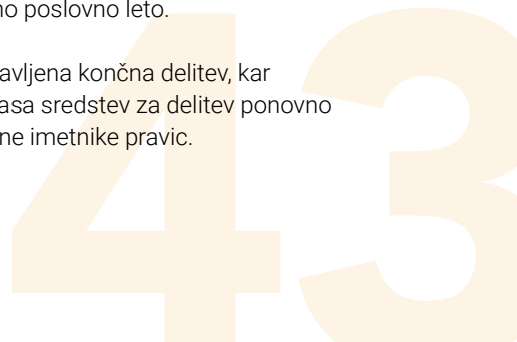 no poslovno leto.
avljena končna delitev, kar
asa sredstev za delitev ponovno
ne imetnike pravic.
43